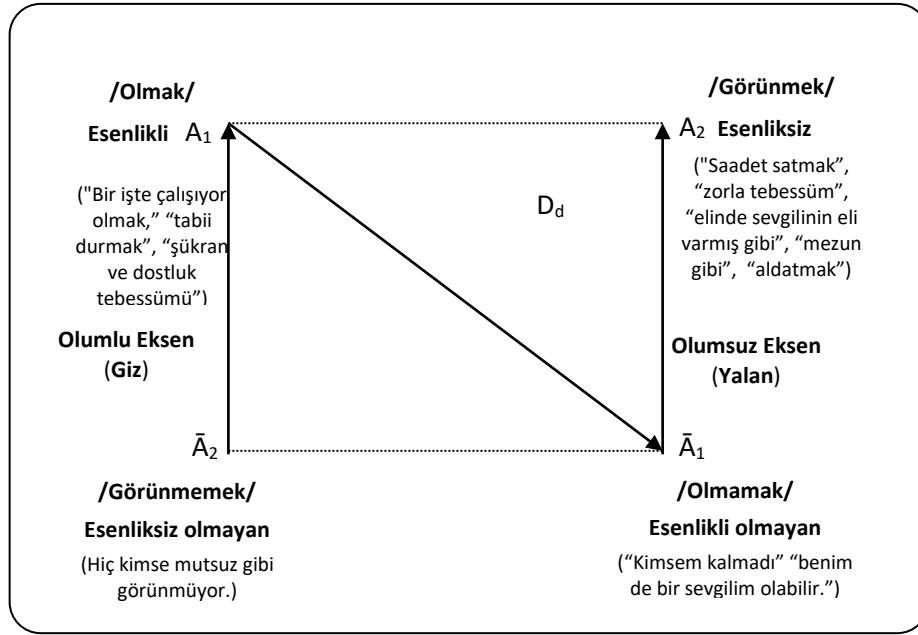 /Olmak/
Esenlikli A₁
("Bir işte çalışıyor
olmak,” “tabii
durmak”, “şükran
ve dostluk
tebessümü”)
Olumlu Eksen
(Giz)
Ā₂
/Görünmemek/
Esenliksiz olmayan
(Hiç kimse mutsuz gibi
görünmüyor.)
D_d
/Görünmek/
A₂ Esenliksiz
("Saadet satmak”,
“zorla tebessüm”,
“elinde sevgilinin eli
varmış gibi”, “mezun
gibi”, “aldatmak”)
Olumsuz Eksen
(Yalan)
Ā₁
/Olmamak/
Esenlikli olmayan
(“Kimsem kalmadı” “benim
de bir sevgilim olabilir.”)